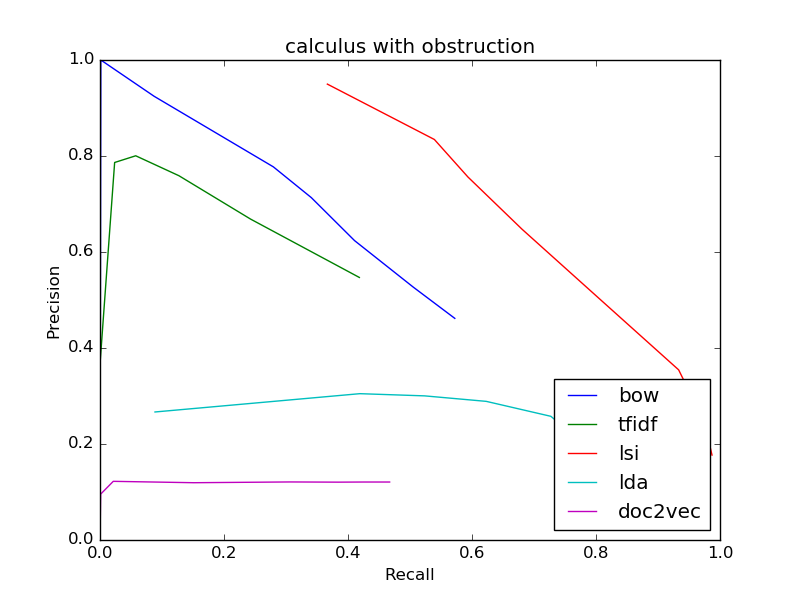 calculus with obstruction
1.0
0.8
0.6
0.4
0.2
0.0
Precision
bow
tfidf
lsi
lda
doc2vec
0.0 0.2 0.4 0.6 0.8 1.0
Recall